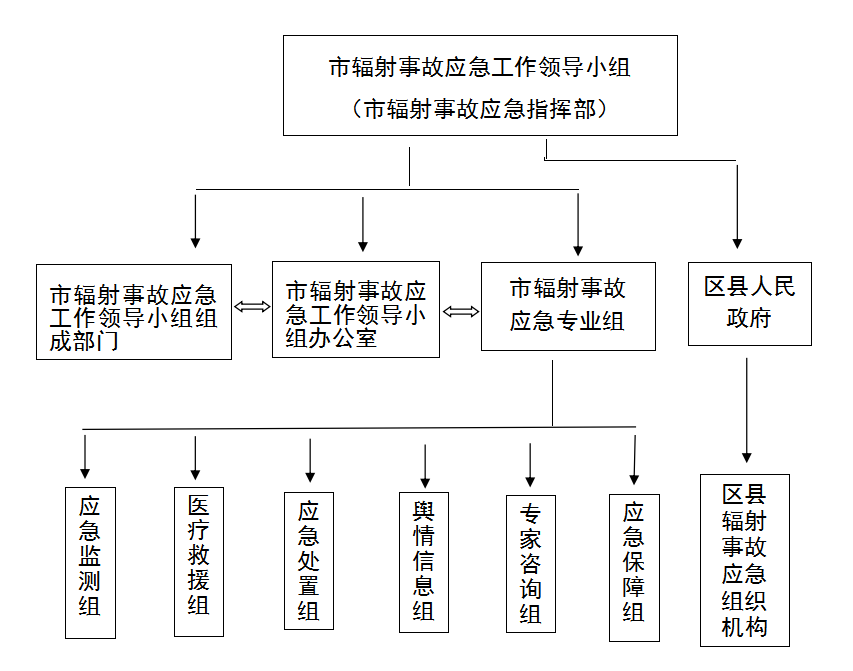 市辐射事故应急工作领导小组
（市辐射事故应急指挥部）
市辐射事故应急
工作领导小组组
成部门
市辐射事故应
急工作领导小
组办公室
市辐射事故
应急专业组
区县人民
政府
应急监测组
医疗救援组
应急处置组
舆情信息组
专家咨询组
应急保障组
区县
辐射
事故
应急
组织
机构